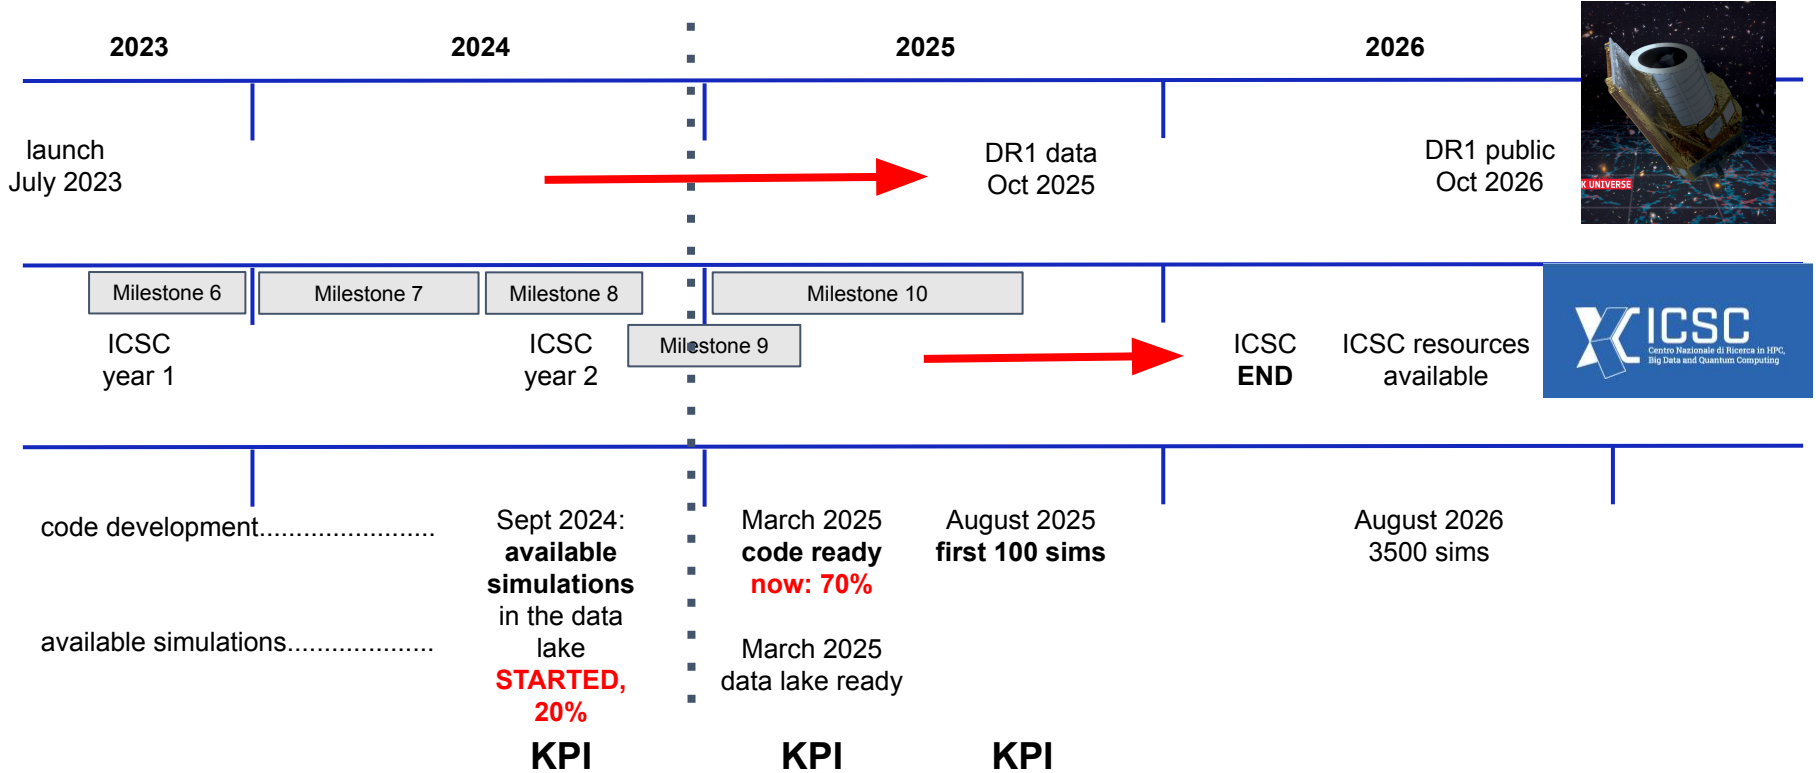 2023
2024
2025
2026
launch
July 2023
DR1 data
Oct 2025
DR1 public
Oct 2026
K UNIVERSE
Milestone 6
Milestone 7
Milestone 8
Milestone 10
Milestone 9
ICSC
year 1
ICSC
year 2
ICSC
END
ICSC resources
available
ICSC
Centro Nazionale di Ricerca in HPC,
Big Data and Quantum Computing
code development........................
available simulations....................
Sept 2024:
available
simulations
in the data
lake
STARTED,
20%
March 2025
code ready
now: 70%
March 2025
data lake ready
August 2025
first 100 sims
August 2026
3500 sims
KPI
KPI
KPI